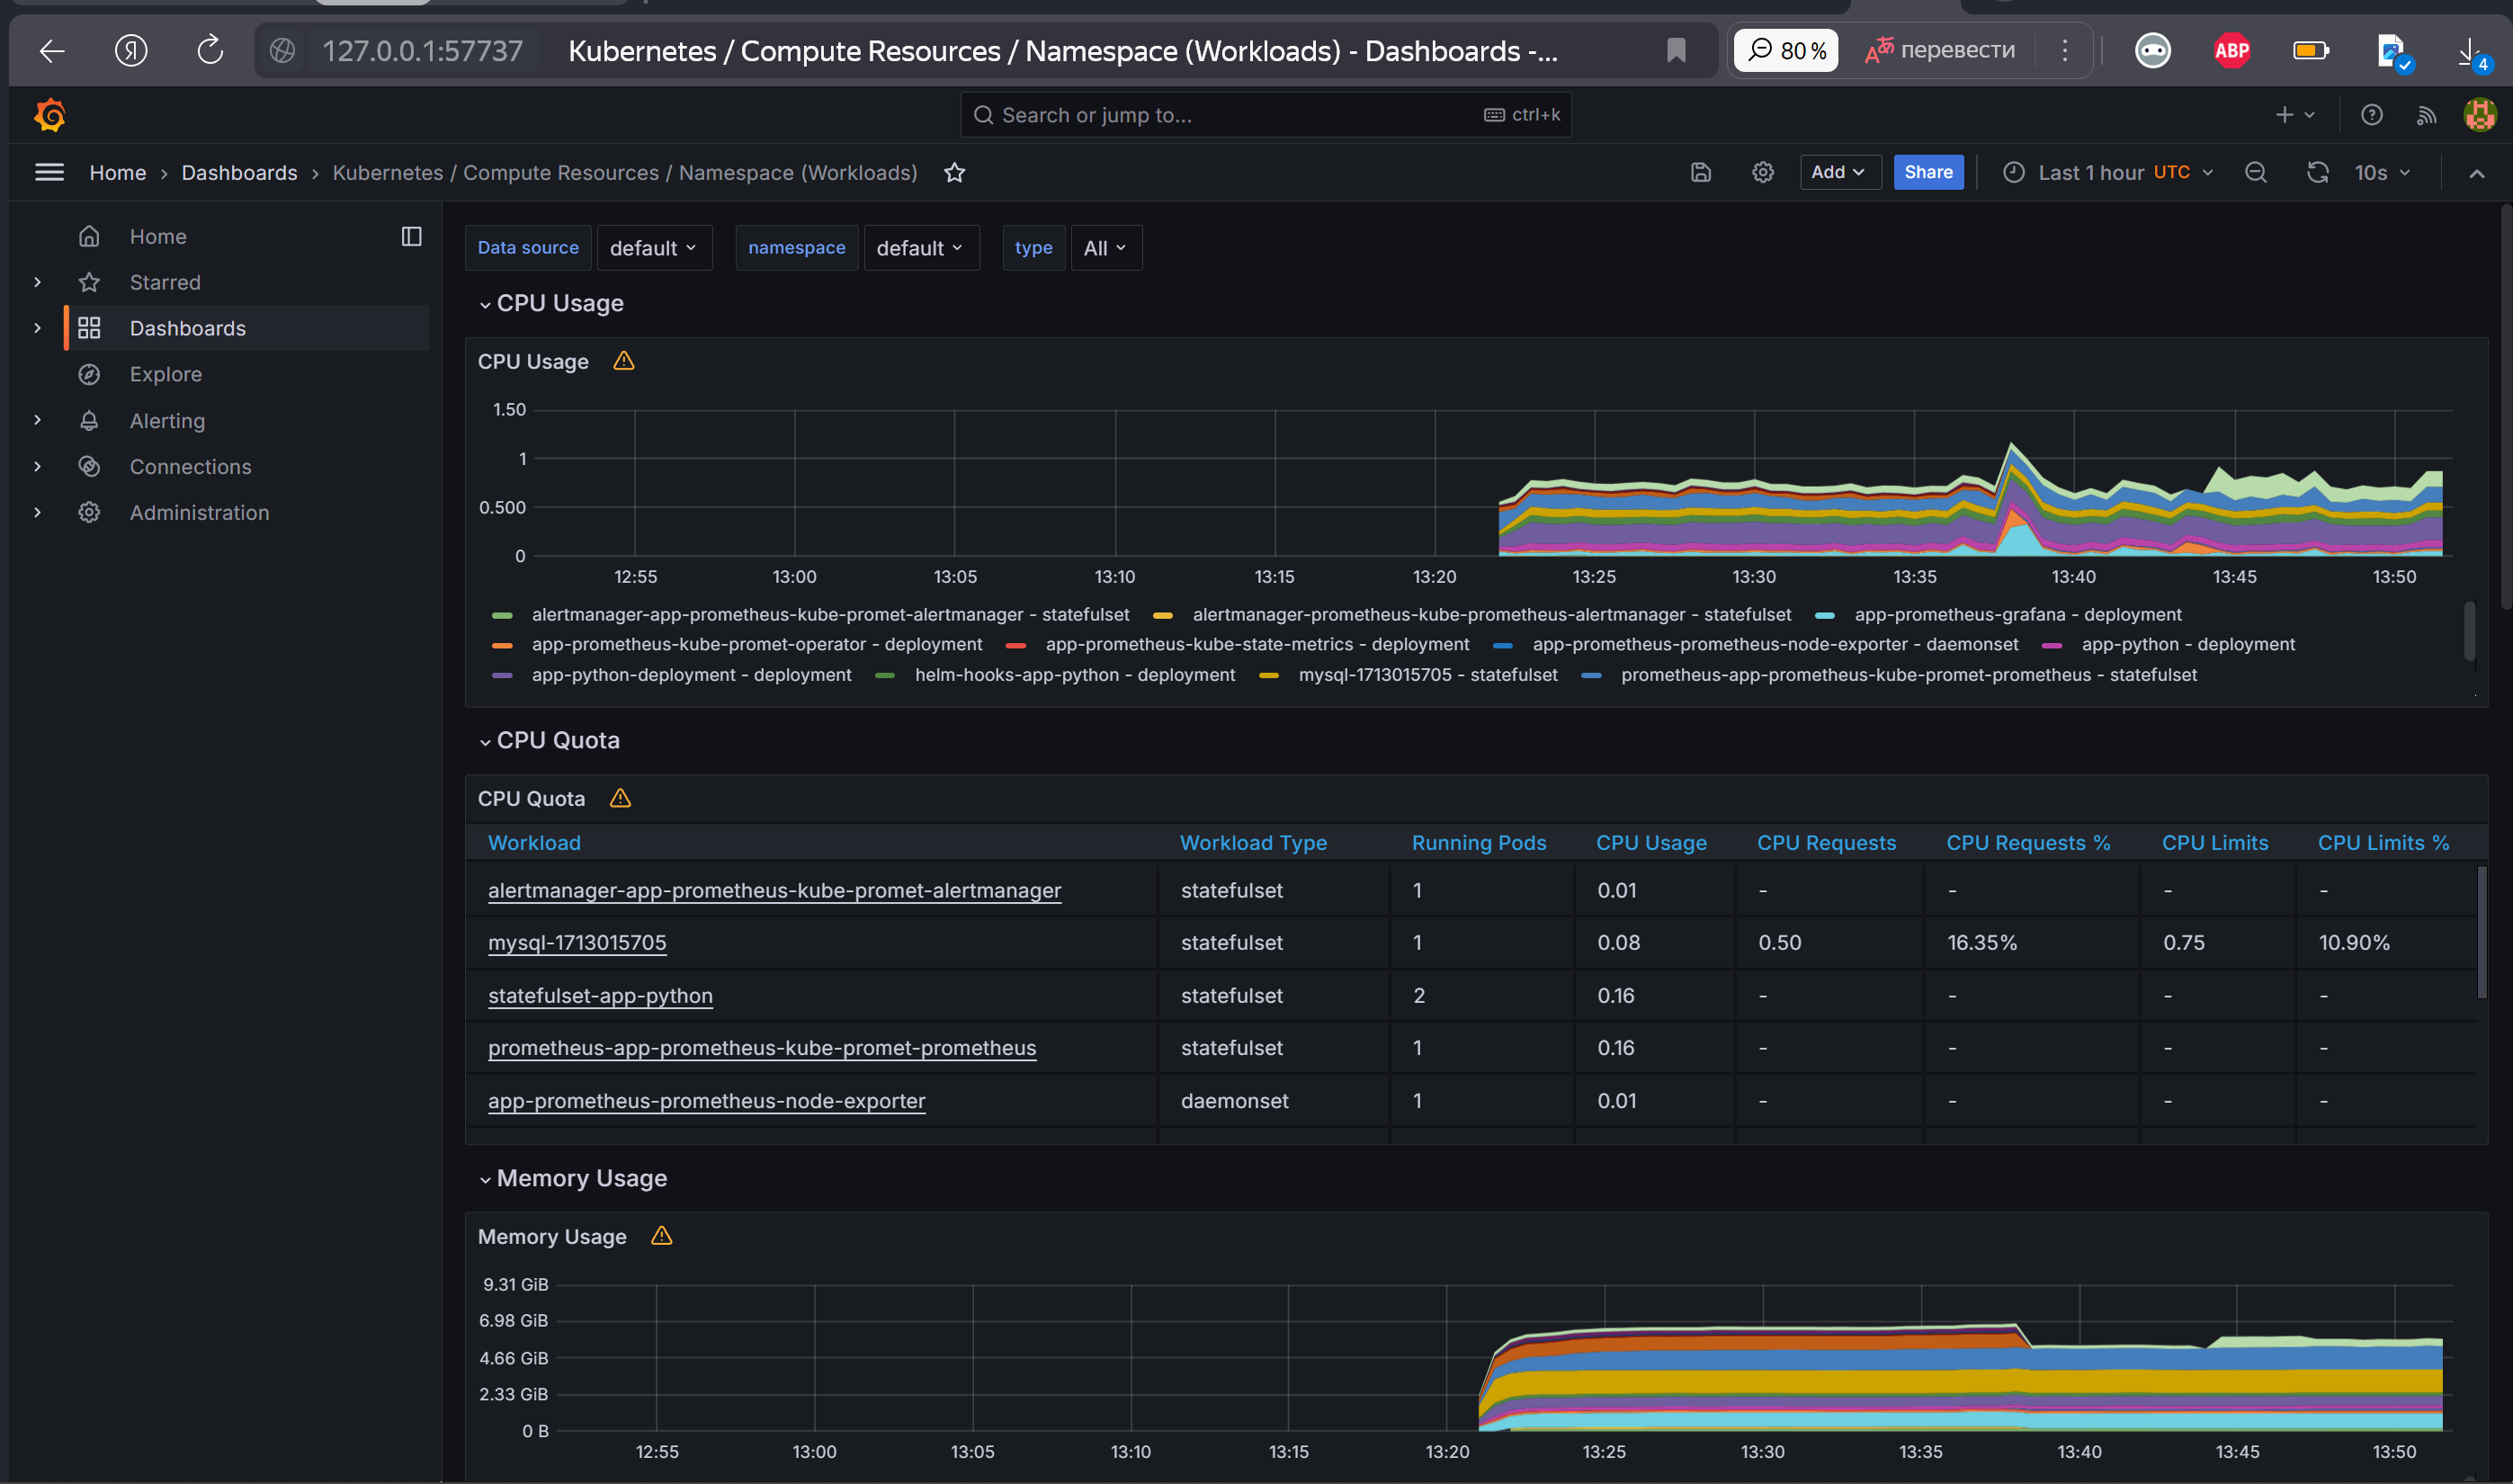 127.0.0.1:57737 Kubernetes / Compute Resources / Namespace (Workloads) - Dashboards -... 80 % перевести ABP 4
Search or jump to... ctrl+k
Home › Dashboards › Kubernetes / Compute Resources / Namespace (Workloads) Add Share Last 1 hour UTC 10s
Home
Starred
Dashboards
Explore
Alerting
Connections
Administration
Data source default namespace default type All
CPU Usage
CPU Usage
1.50
1
0.500
0
12:55 13:00 13:05 13:10 13:15 13:20 13:25 13:30 13:35 13:40 13:45 13:50
alertmanager-app-prometheus-kube-promet-alertmanager - statefulset alertmanager-prometheus-kube-prometheus-alertmanager - statefulset app-prometheus-grafana - deployment
app-prometheus-kube-promet-operator - deployment app-prometheus-kube-state-metrics - deployment app-prometheus-prometheus-node-exporter - daemonset app-python - deployment
app-python-deployment - deployment helm-hooks-app-python - deployment mysql-1713015705 - statefulset prometheus-app-prometheus-kube-promet-prometheus - statefulset
CPU Quota
CPU Quota
Workload Workload Type Running Pods CPU Usage CPU Requests CPU Requests % CPU Limits CPU Limits %
alertmanager-app-prometheus-kube-promet-alertmanager statefulset 1 0.01 - - - -
mysql-1713015705 statefulset 1 0.08 0.50 16.35% 0.75 10.90%
statefulset-app-python statefulset 2 0.16 - - - -
prometheus-app-prometheus-kube-promet-prometheus statefulset 1 0.16 - - - -
app-prometheus-prometheus-node-exporter daemonset 1 0.01 - - - -
Memory Usage
Memory Usage
9.31 GiB
6.98 GiB
4.66 GiB
2.33 GiB
0 B
12:55 13:00 13:05 13:10 13:15 13:20 13:25 13:30 13:35 13:40 13:45 13:50